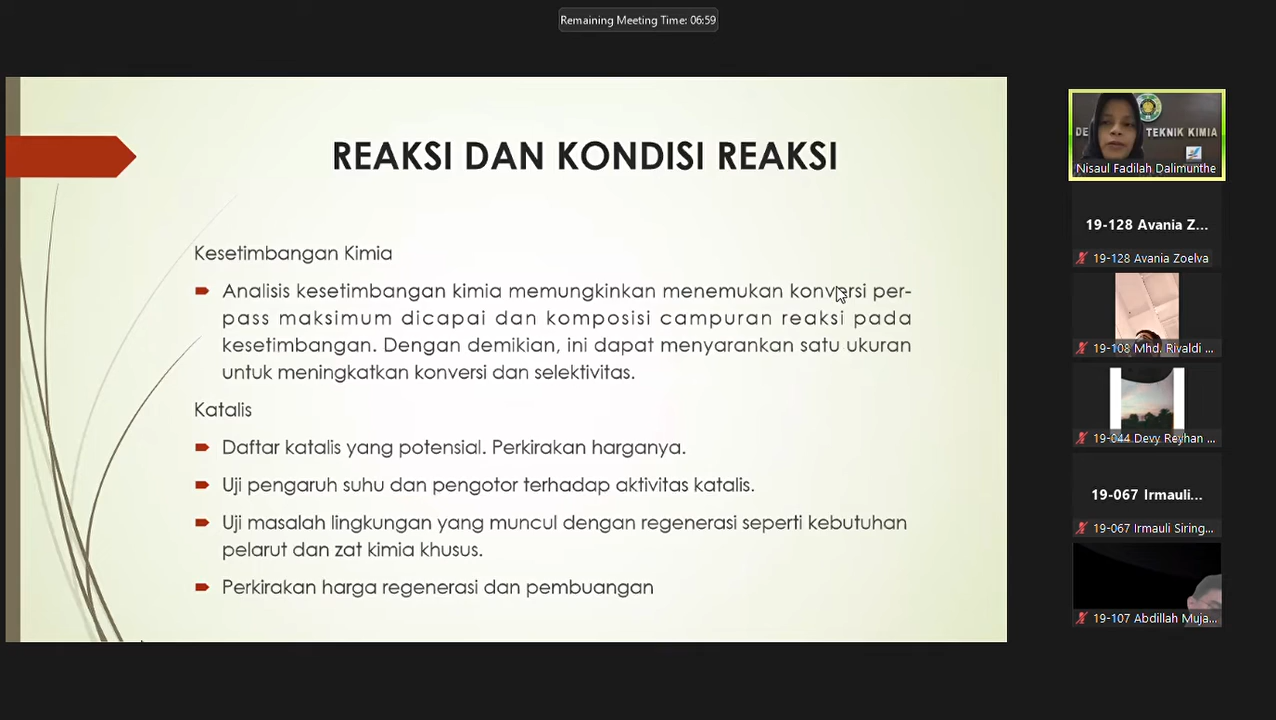 Remaining Meeting Time: 06:59
REAKSI DAN KONDISI REAKSI
Kesetimbangan Kimia
Analisis kesetimbangan kimia memungkinkan menemukan konversi per-
pass maksimum dicapai dan komposisi campuran reaksi pada
kesetimbangan. Dengan demikian, ini dapat menyarankan satu ukuran
untuk meningkatkan konversi dan selektivitas.
Katalis
Daftar katalis yang potensial. Perkirakan harganya.
Uji pengaruh suhu dan pengotor terhadap aktivitas katalis.
Uji masalah lingkungan yang muncul dengan regenerasi seperti kebutuhan
pelarut dan zat kimia khusus.
Perkirakan harga regenerasi dan pembuangan
DE TEKNIK KIMIA
Nisaul Fadilah Dalimunthe
19-128 Avania Z...
19-128 Avania Zoelva
19-108 Mhd. Rivaldi ...
19-044 Devy Reyhan ...
19-067 Irmauli...
19-067 Irmauli Siring...
19-107 Abdillah Muja...